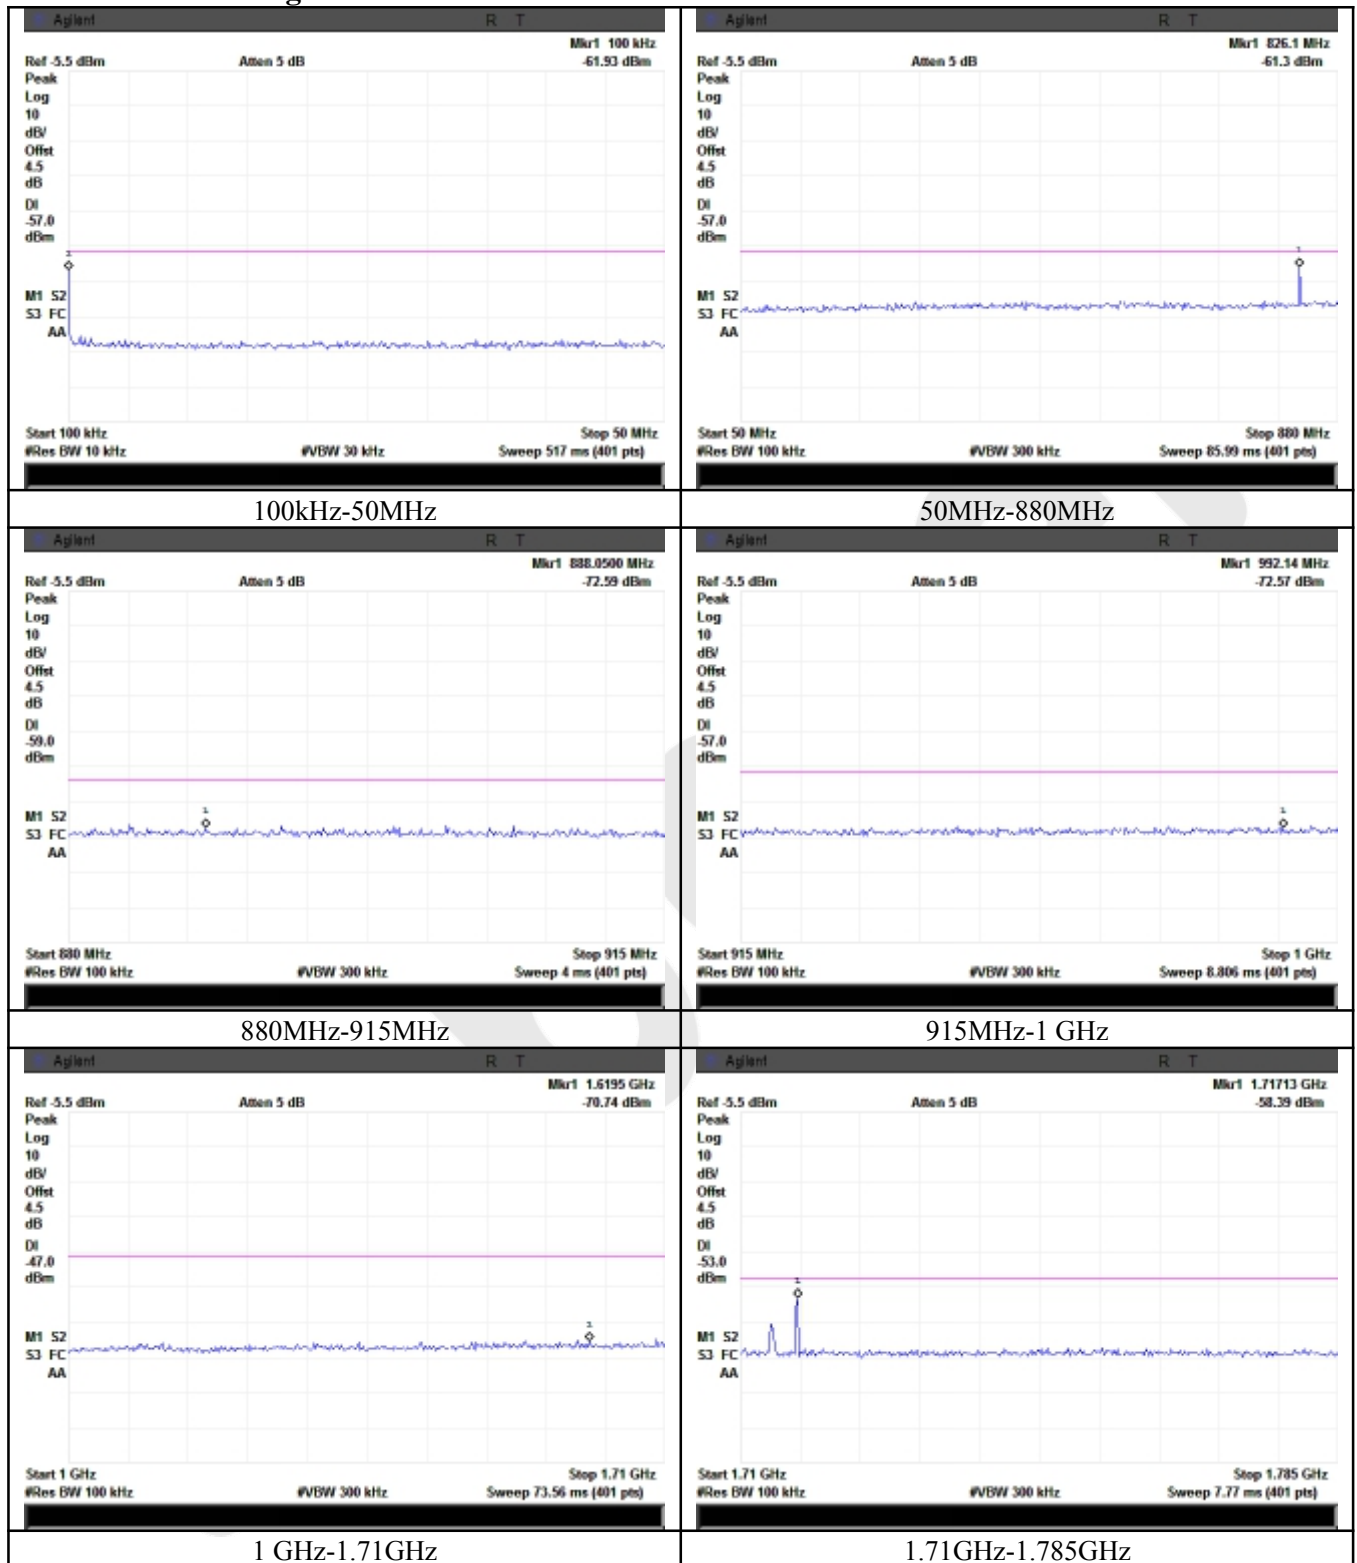 Agilent R T
Mkr1 100 kHz
Ref -5.5 dBm Atten 5 dB -61.93 dBm
Peak
Log
10
dB/
Offst
4.5
dB
DI
-57.0
dBm
1
M1 S2
S3 FC
AA
Start 100 kHz Stop 50 MHz
#Res BW 10 kHz #VBW 30 kHz Sweep 517 ms (401 pts)
100kHz-50MHz
Agilent R T
Mkr1 826.1 MHz
Ref -5.5 dBm Atten 5 dB -61.3 dBm
Peak
Log
10
dB/
Offst
4.5
dB
DI
-57.0
dBm
1
M1 S2
S3 FC
AA
Start 50 MHz Stop 880 MHz
#Res BW 100 kHz #VBW 300 kHz Sweep 85.99 ms (401 pts)
50MHz-880MHz
Agilent R T
Mkr1 888.0500 MHz
Ref -5.5 dBm Atten 5 dB -72.59 dBm
Peak
Log
10
dB/
Offst
4.5
dB
DI
-59.0
dBm
1
M1 S2
S3 FC
AA
Start 880 MHz Stop 915 MHz
#Res BW 100 kHz #VBW 300 kHz Sweep 4 ms (401 pts)
880MHz-915MHz
Agilent R T
Mkr1 992.14 MHz
Ref -5.5 dBm Atten 5 dB -72.57 dBm
Peak
Log
10
dB/
Offst
4.5
dB
DI
-57.0
dBm
1
M1 S2
S3 FC
AA
Start 915 MHz Stop 1 GHz
#Res BW 100 kHz #VBW 300 kHz Sweep 8.806 ms (401 pts)
915MHz-1 GHz
Agilent R T
Mkr1 1.6195 GHz
Ref -5.5 dBm Atten 5 dB -70.74 dBm
Peak
Log
10
dB/
Offst
4.5
dB
DI
-47.0
dBm
1
M1 S2
S3 FC
AA
Start 1 GHz Stop 1.71 GHz
#Res BW 100 kHz #VBW 300 kHz Sweep 73.56 ms (401 pts)
1 GHz-1.71GHz
Agilent R T
Mkr1 1.71713 GHz
Ref -5.5 dBm Atten 5 dB -58.39 dBm
Peak
Log
10
dB/
Offst
4.5
dB
DI
-53.0
dBm
1
M1 S2
S3 FC
AA
Start 1.71 GHz Stop 1.785 GHz
#Res BW 100 kHz #VBW 300 kHz Sweep 7.77 ms (401 pts)
1.71GHz-1.785GHz